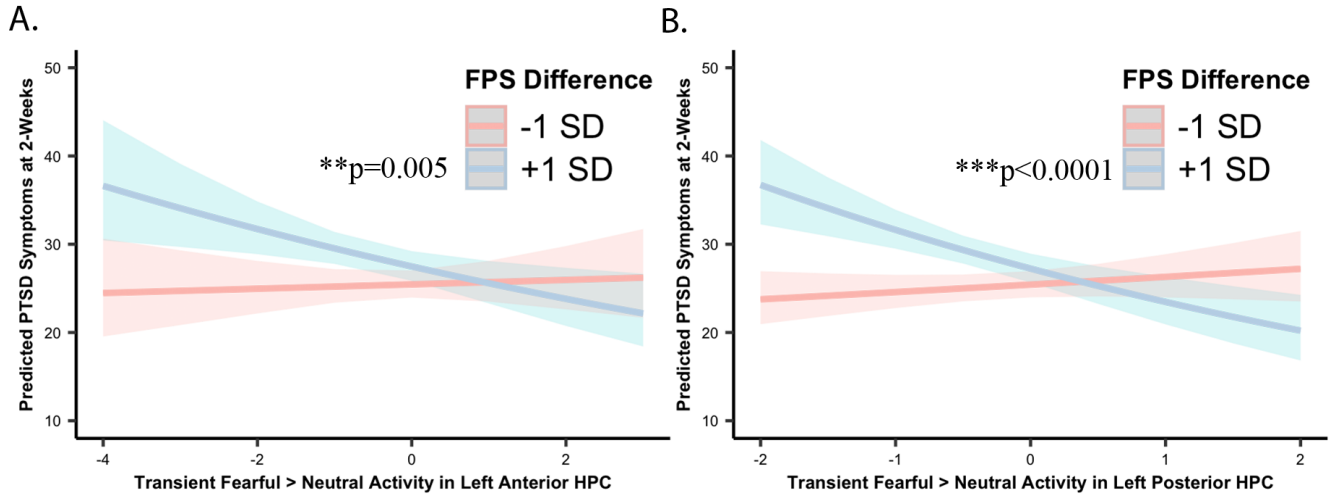 A.
Predicted PTSD Symptoms at 2-Weeks
50
40
30
20
10
FPS Difference
-1 SD
+1 SD
**p=0.005
-4
-2
0
2
Transient Fearful > Neutral Activity in Left Anterior HPC
B.
Predicted PTSD Symptoms at 2-Weeks
50
40
30
20
10
FPS Difference
-1 SD
+1 SD
***p<0.0001
-2
-1
0
1
2
Transient Fearful > Neutral Activity in Left Posterior HPC